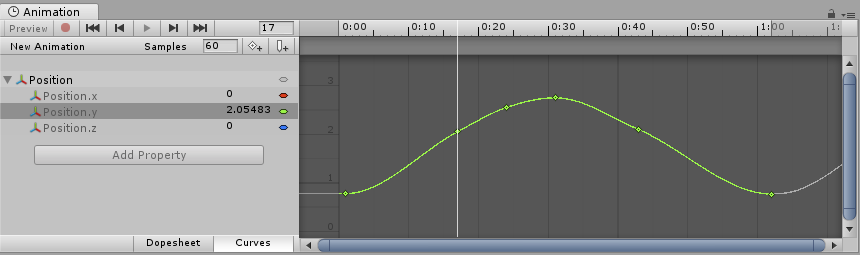 Animation
Preview 17 0:00 0:10 0:20 0:30 0:40 0:50 1:00 1:
New Animation Samples 60
Position
Position.x 0
Position.y 2.05483
Position.z 0
Add Property
3
2
1
0
Dopesheet Curves